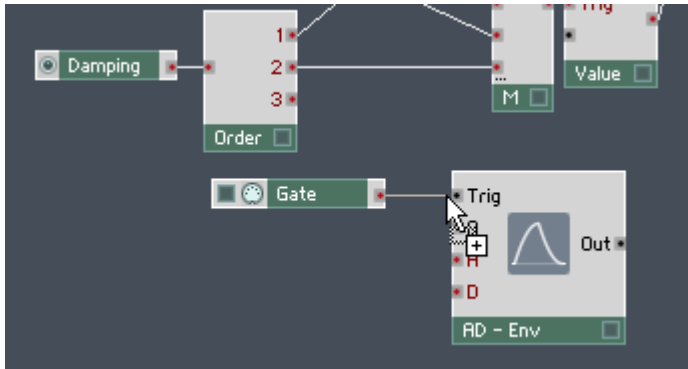 Trig
1
Damping
2
...
Value
3
M
Order
Gate
Trig
Out
A
D
AD - Env